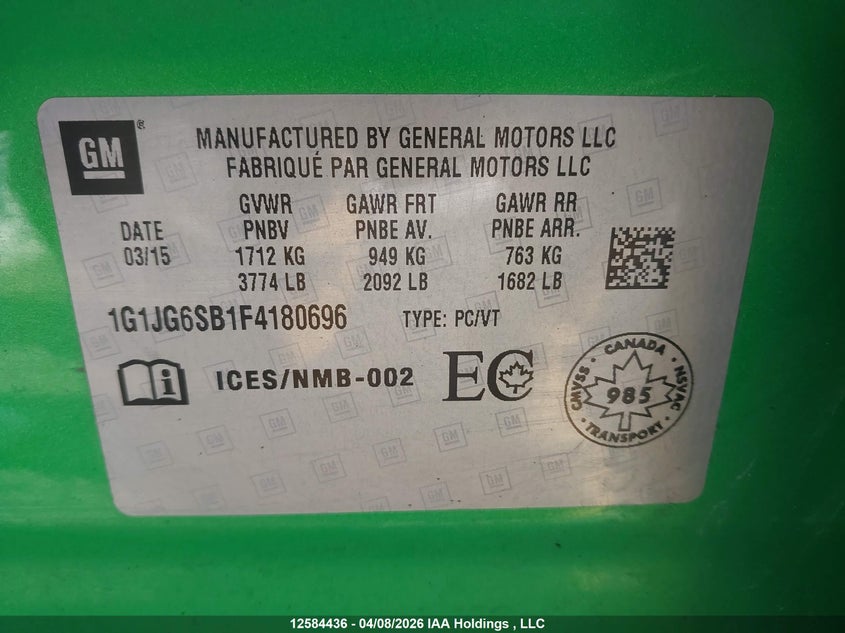 GM ®
MANUFACTURED BY GENERAL MOTORS LLC
FABRIQUÉ PAR GENERAL MOTORS LLC
GVWR GAWR FRT GAWR RR
DATE PNBV PNBE AV. PNBE ARR.
03/15 1712 KG 949 KG 763 KG
3774 LB 2092 LB 1682 LB
1G1JG6SB1F4180696 TYPE: PC/VT
i ICES/NMB-002 EC
CANADA
CMVSS 985 NSVAC
TRANSPORT
12584436 - 04/08/2026 IAA Holdings , LLC